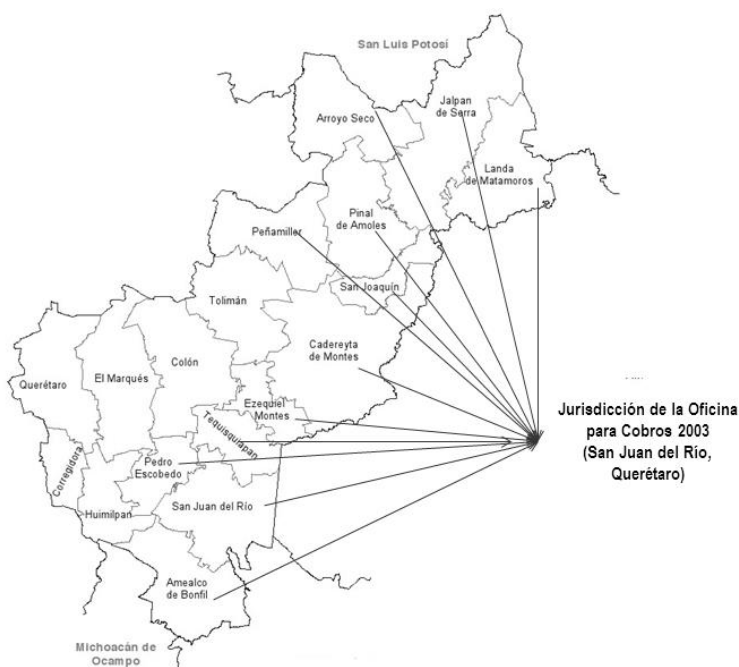 San Luis Potosí
Arroyo Seco
Jalpan
de Serra
Landa
de Matamoros
Pinal
de Amoles
Peñamiller
San Joaquín
Tolimán
Cadereyta
de Montes
Colón
El Marqués
Querétaro
Ezequiel
Montes
Tequisquiapan
Pedro
Escobedo
Corregidora
Huimilpan
San Juan del Río
Amealco
de Bonfil
Michoacán de
Ocampo
Jurisdicción de la Oficina
para Cobros 2003
(San Juan del Río,
Querétaro)